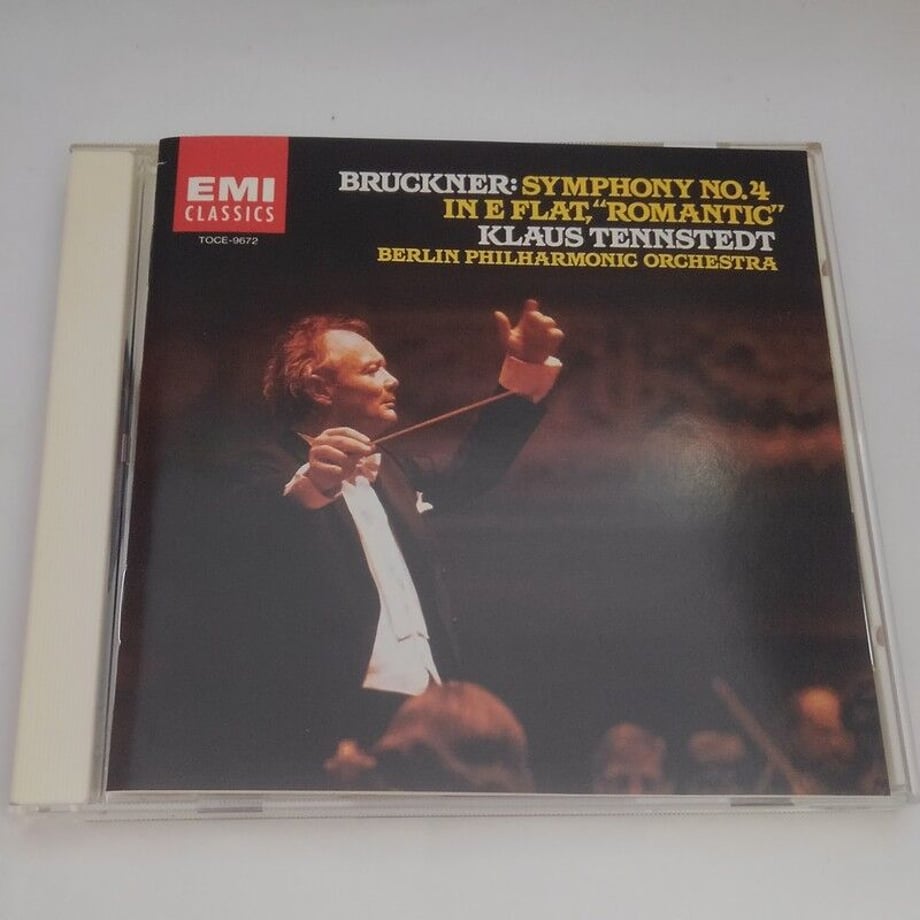 EMI
CLASSICS
TOCE-9672
BRUCKNER: SYMPHONY NO.4
IN E FLAT, “ROMANTIC”
KLAUS TENNSTEDT
BERLIN PHILHARMONIC ORCHESTRA